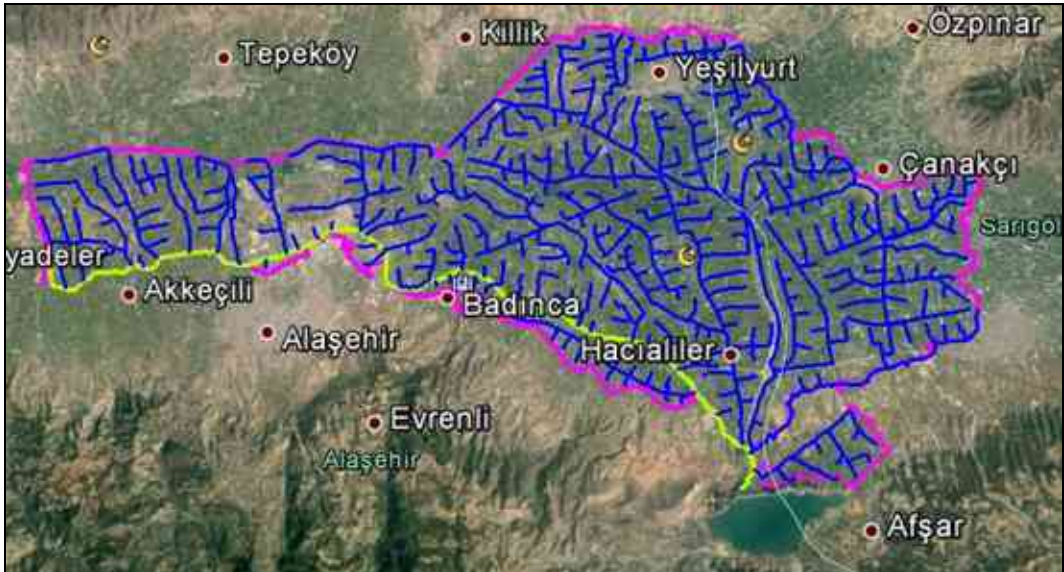 Killik
Özpınar
Tepeköy
Yeşilyurt
Çanakçı
Sarıgöl
yadeler
Akkeçili
Badınca
Alaşehir
Hacıaliler
Evrenli
Alaşehir
Afşar